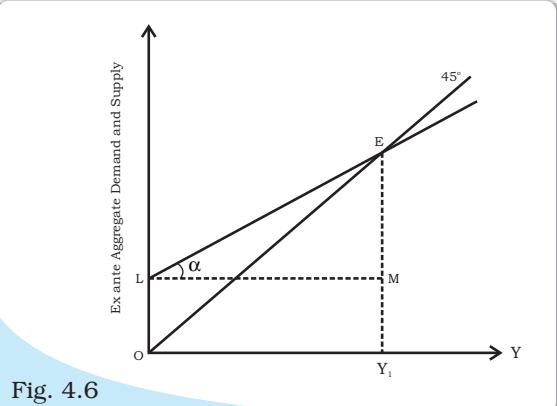 45°
E
Ex ante Aggregate Demand and Supply
α
L
M
O
Y
Y₁
Fig. 4.6